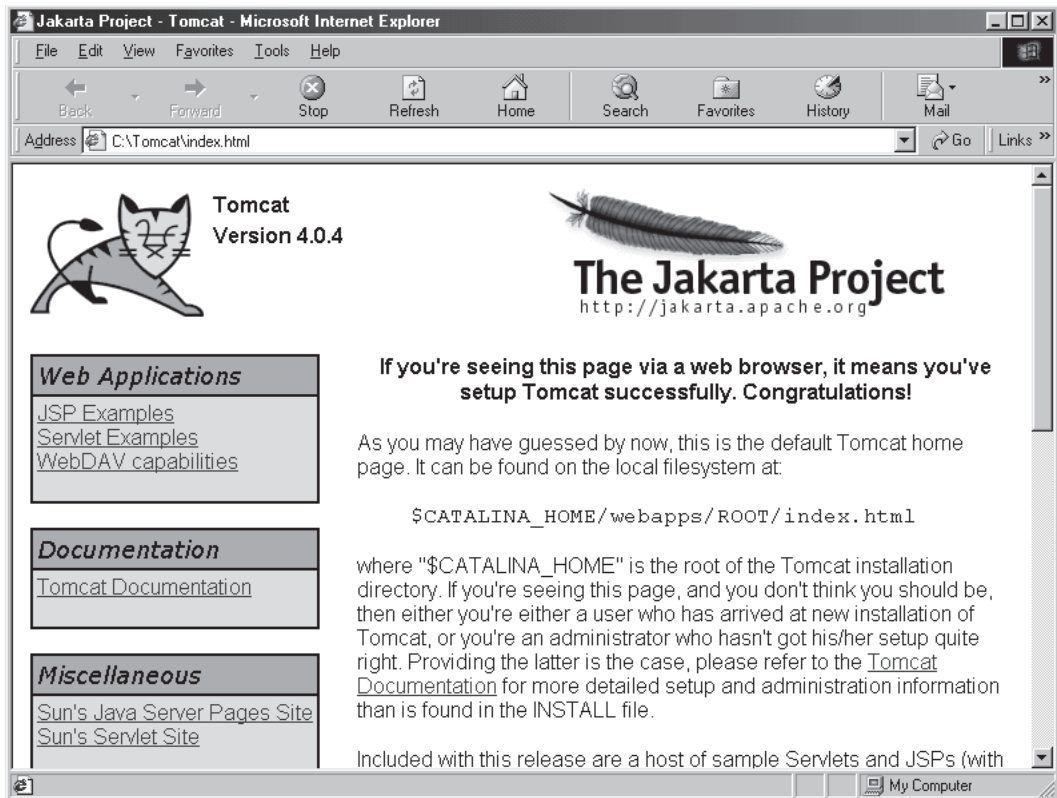 Jakarta Project - Tomcat - Microsoft Internet Explorer
File Edit View Favorites Tools Help
Back Forward Stop Refresh Home Search Favorites History Mail »
Address C:\Tomcat\index.html Go Links »
Tomcat
Version 4.0.4
The Jakarta Project
http://jakarta.apache.org
Web Applications
JSP Examples
Servlet Examples
WebDAV capabilities
Documentation
Tomcat Documentation
Miscellaneous
Sun's Java Server Pages Site
Sun's Servlet Site
If you're seeing this page via a web browser, it means you've
setup Tomcat successfully. Congratulations!
As you may have guessed by now, this is the default Tomcat home
page. It can be found on the local filesystem at:
$CATALINA_HOME/webapps/ROOT/index.html
where "$CATALINA_HOME" is the root of the Tomcat installation
directory. If you're seeing this page, and you don't think you should be,
then either you're either a user who has arrived at new installation of
Tomcat, or you're an administrator who hasn't got his/her setup quite
right. Providing the latter is the case, please refer to the Tomcat
Documentation for more detailed setup and administration information
than is found in the INSTALL file.
Included with this release are a host of sample Servlets and JSPs (with
My Computer